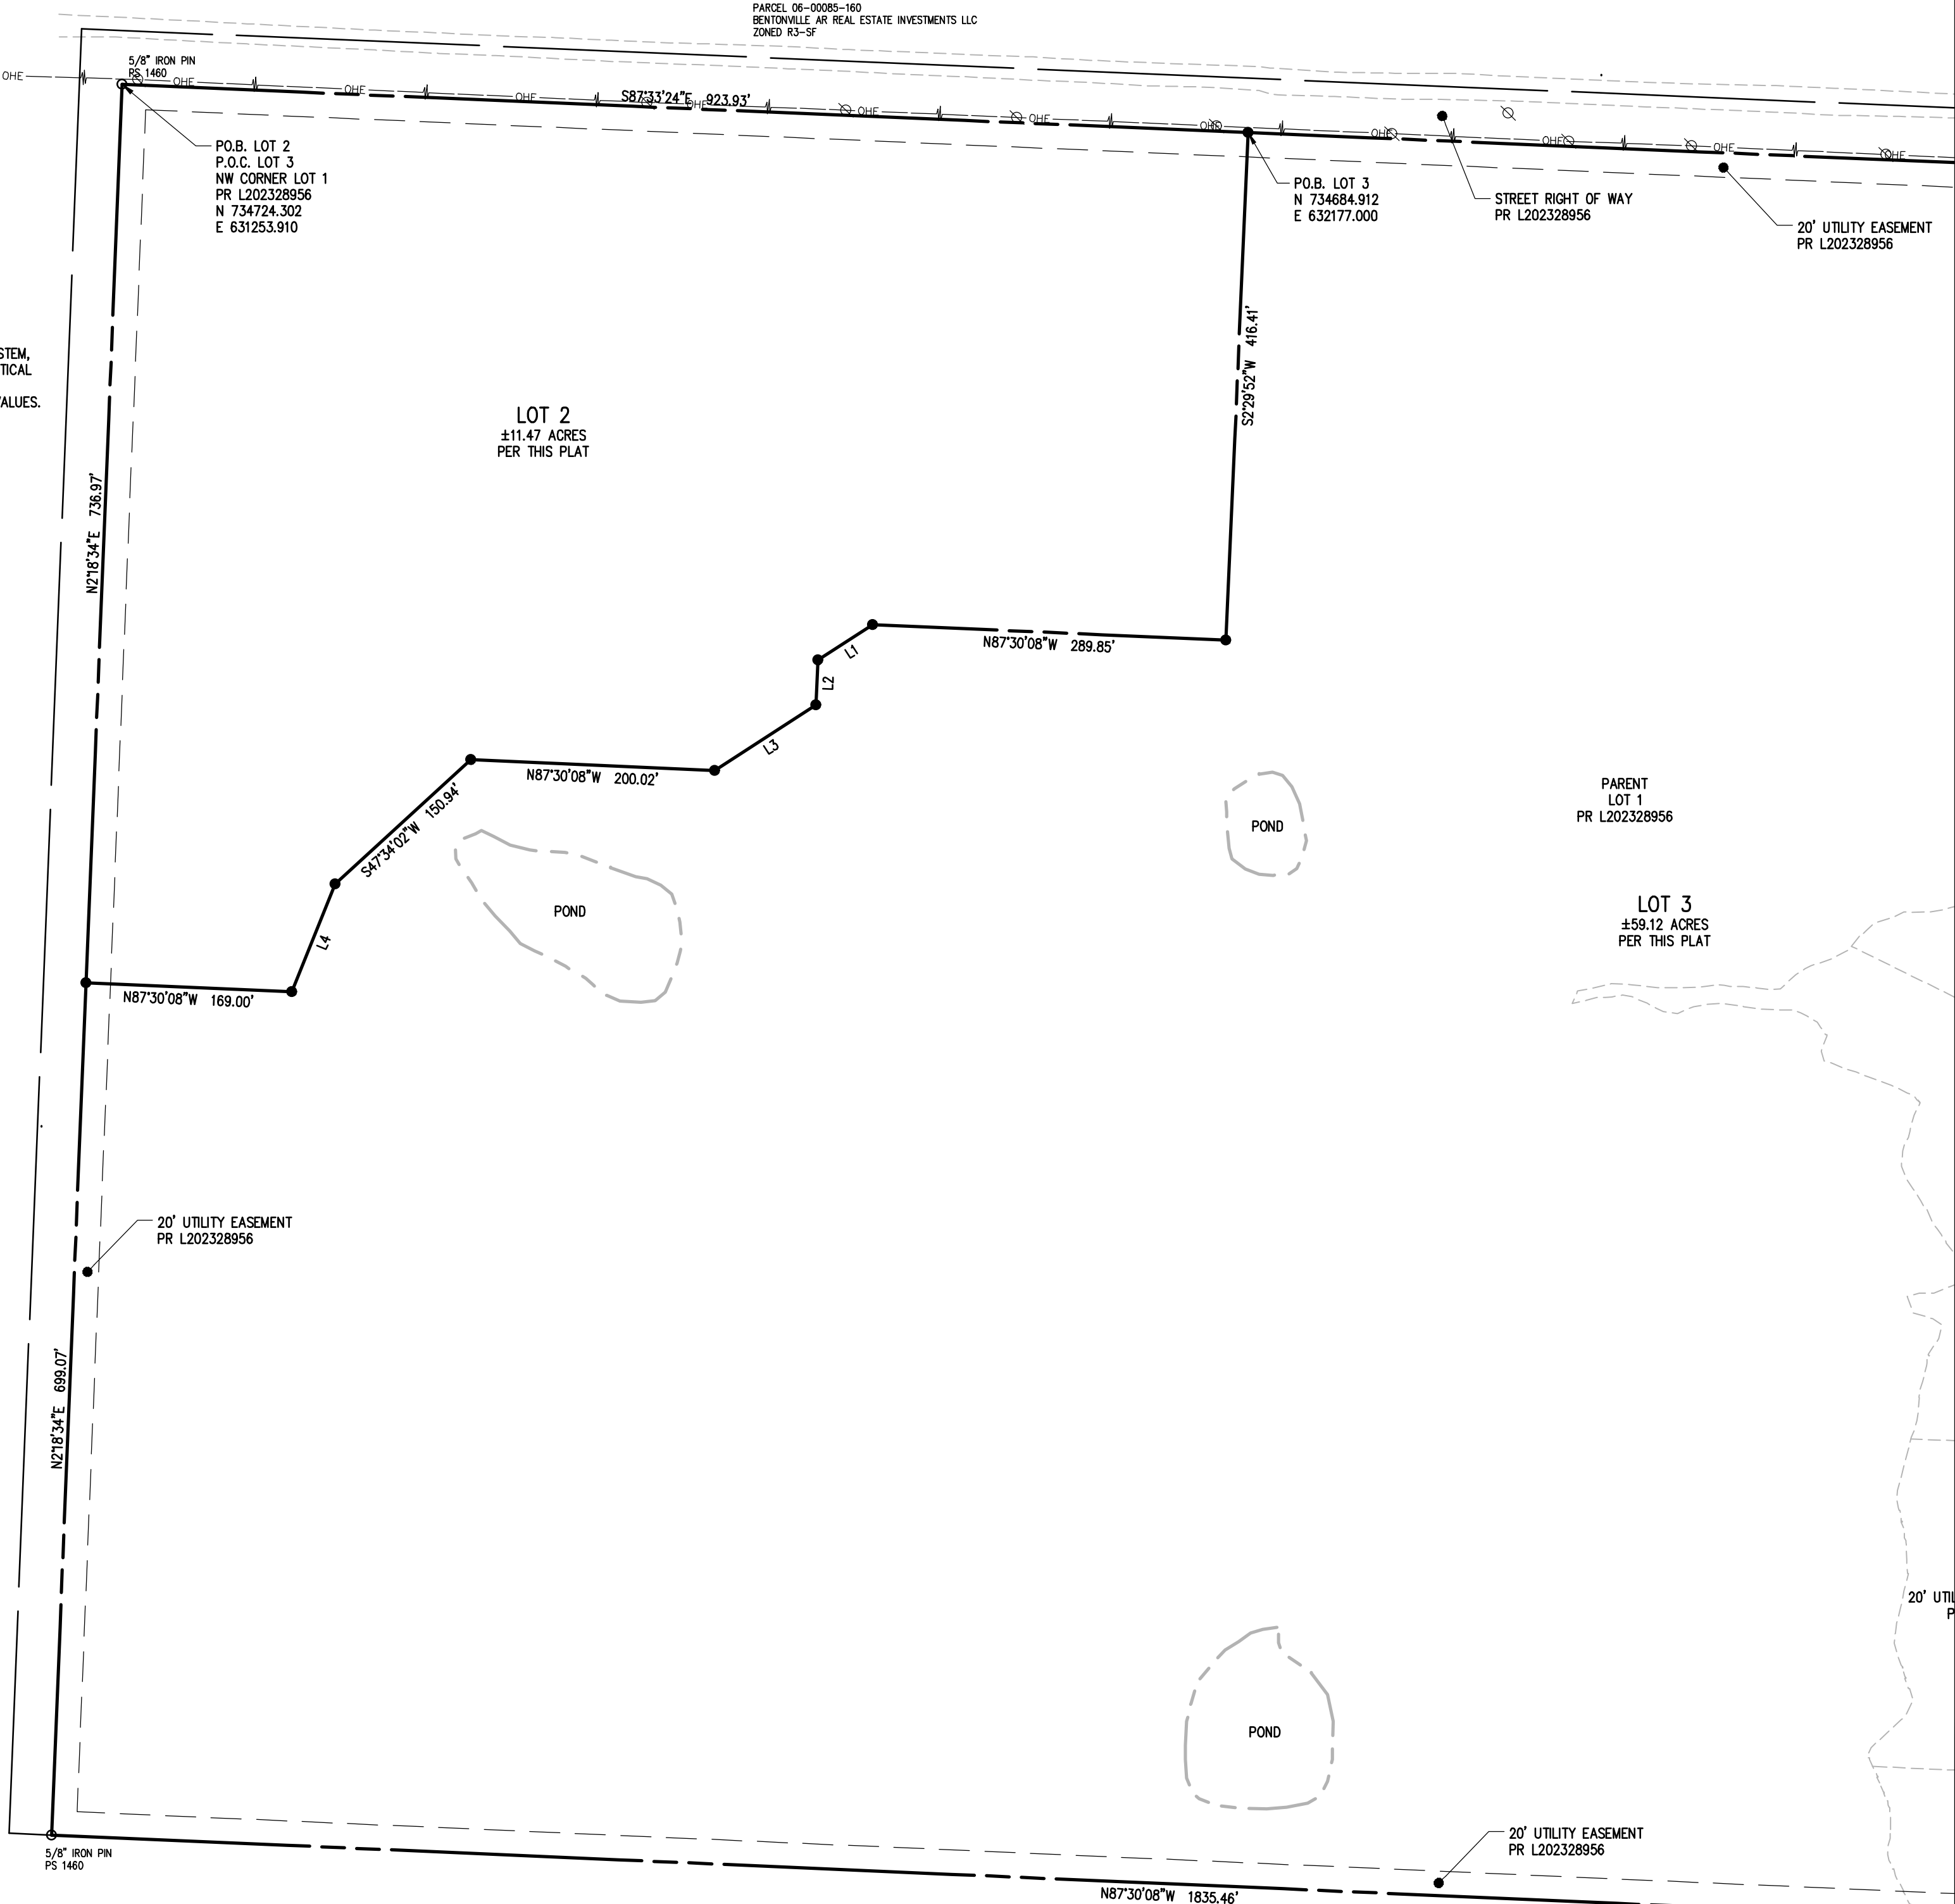 PARCEL 06-00085-160
BENTONVILLE AR REAL ESTATE INVESTMENTS LLC
ZONED R3-SF
5/8" IRON PIN
PS 1460
OHE
OHE
OHE
OHE
S87°33'24"E 923.93'
OHE
OHE
OHE
OHE
OHE
OHE
OHE
OHE
P.O.B. LOT 2
P.O.C. LOT 3
NW CORNER LOT 1
PR L202328956
N 734724.302
E 631253.910
P.O.B. LOT 3
N 734684.912
E 632177.000
STREET RIGHT OF WAY
PR L202328956
20' UTILITY EASEMENT
PR L202328956
STEM,
TICAL
VALUES.
S2°29'52"W 416.41'
LOT 2
±11.47 ACRES
PER THIS PLAT
N2°18'34"E 736.97'
N87°30'08"W 289.85'
L1
L2
L3
N87°30'08"W 200.02'
S47°34'02"W 150.94'
L4
N87°30'08"W 169.00'
POND
POND
PARENT
LOT 1
PR L202328956
LOT 3
±59.12 ACRES
PER THIS PLAT
20' UTILITY EASEMENT
PR L202328956
N2°18'34"E 699.07'
20' UTIL
P
POND
5/8" IRON PIN
PS 1460
20' UTILITY EASEMENT
PR L202328956
N87°30'08"W 1835.46'